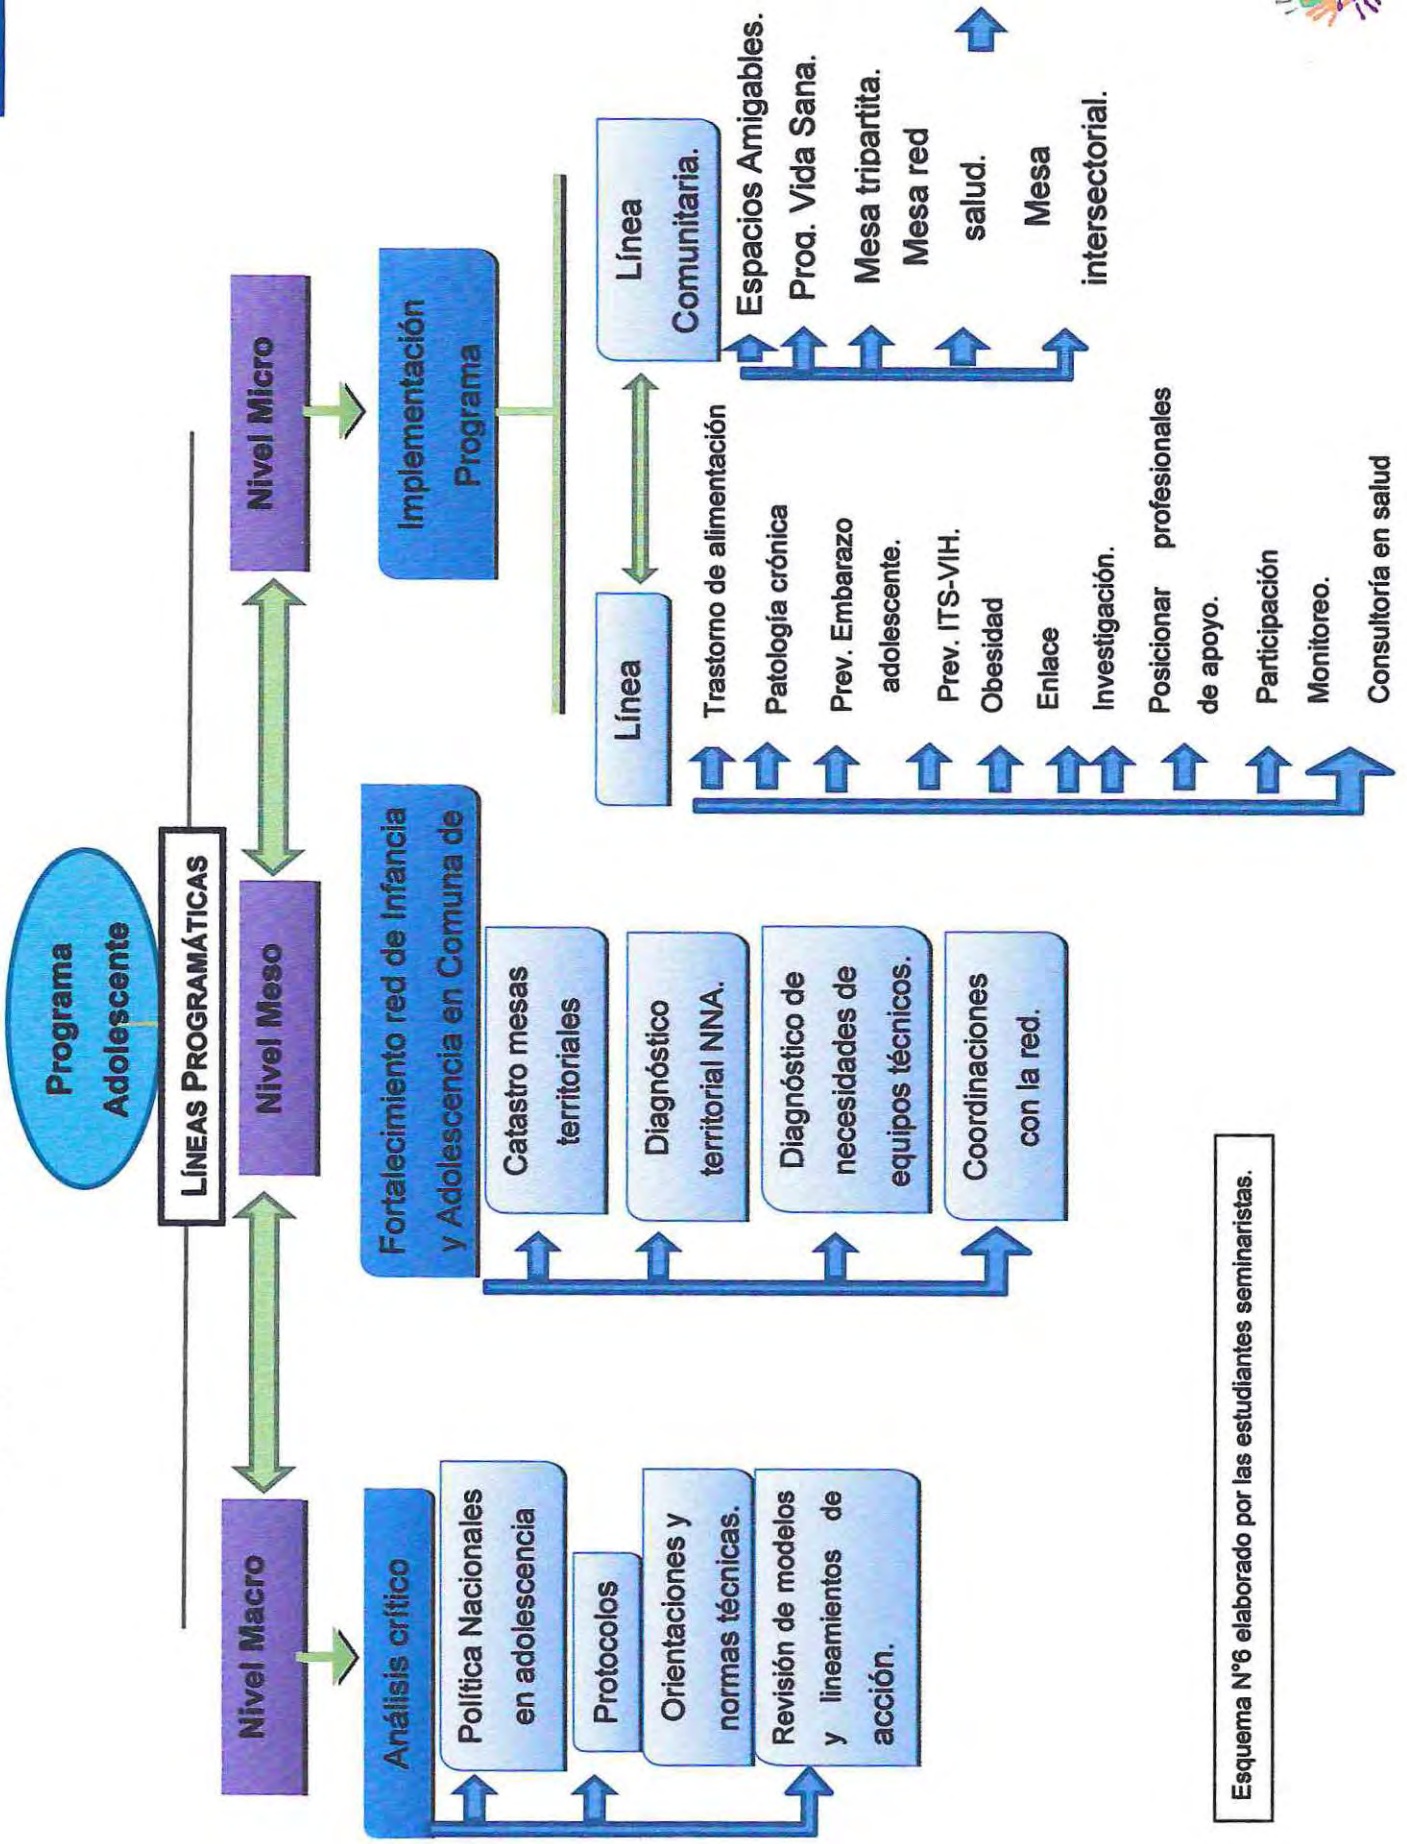 Programa
Adolescente
LÍNEAS PROGRAMÁTICAS
Nivel Macro
Nivel Meso
Nivel Micro
Análisis crítico
Política Nacionales
en adolescencia
Protocolos
Orientaciones y
normas técnicas.
Revisión de modelos
y lineamientos de
acción.
Fortalecimiento red de Infancia
y Adolescencia en Comuna de
Catastro mesas
territoriales
Diagnóstico
territorial NNA.
Diagnóstico de
necesidades de
equipos técnicos.
Coordinaciones
con la red.
Implementación
Programa
Línea
Trastorno de alimentación
Patología crónica
Prev. Embarazo
adolescente.
Prev. ITS-VIH.
Obesidad
Enlace
Investigación.
Posicionar profesionales
de apoyo.
Participación
Monitoreo.
Consultoría en salud
Línea
Comunitaria.
Espacios Amigables.
Prog. Vida Sana.
Mesa tripartita.
Mesa red
salud.
Mesa
intersectorial.
Esquema N°6 elaborado por las estudiantes seminaristas.